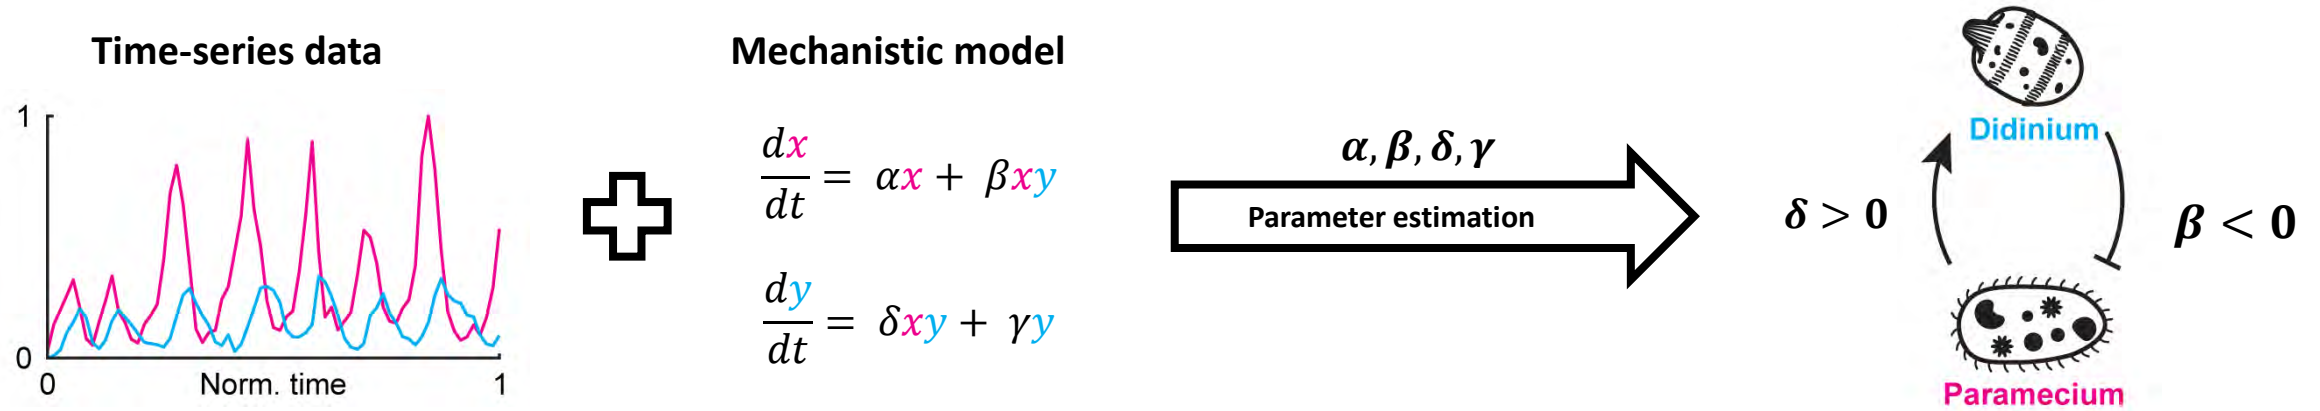 Time-series data
1
0
0
Norm. time
1
Mechanistic model
dx/dt = αx + βxy
dy/dt = δxy + γy
α, β, δ, γ
Parameter estimation
Didinium
δ > 0
β < 0
Paramecium